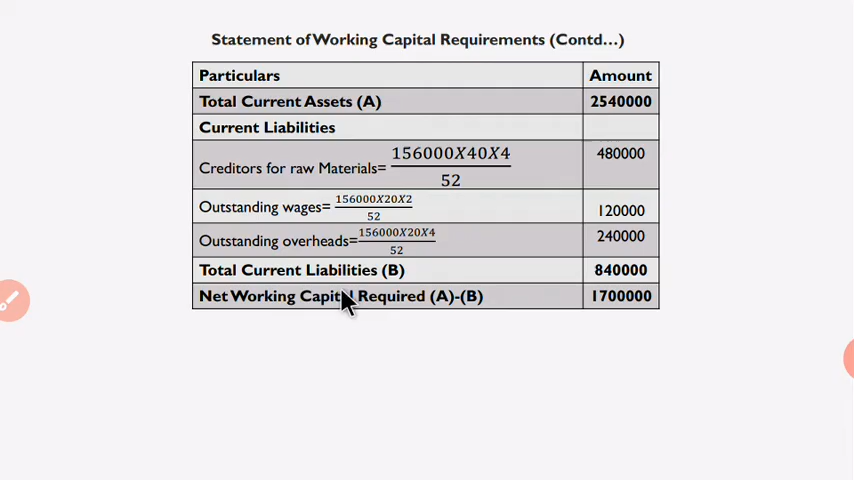 Statement of Working Capital Requirements (Contd...)
Particulars Amount
Total Current Assets (A) 2540000
Current Liabilities
Creditors for raw Materials= 156000X40X4/52 480000
Outstanding wages= 156000X20X2/52 120000
Outstanding overheads=156000X20X4/52 240000
Total Current Liabilities (B) 840000
Net Working Capital Required (A)-(B) 1700000